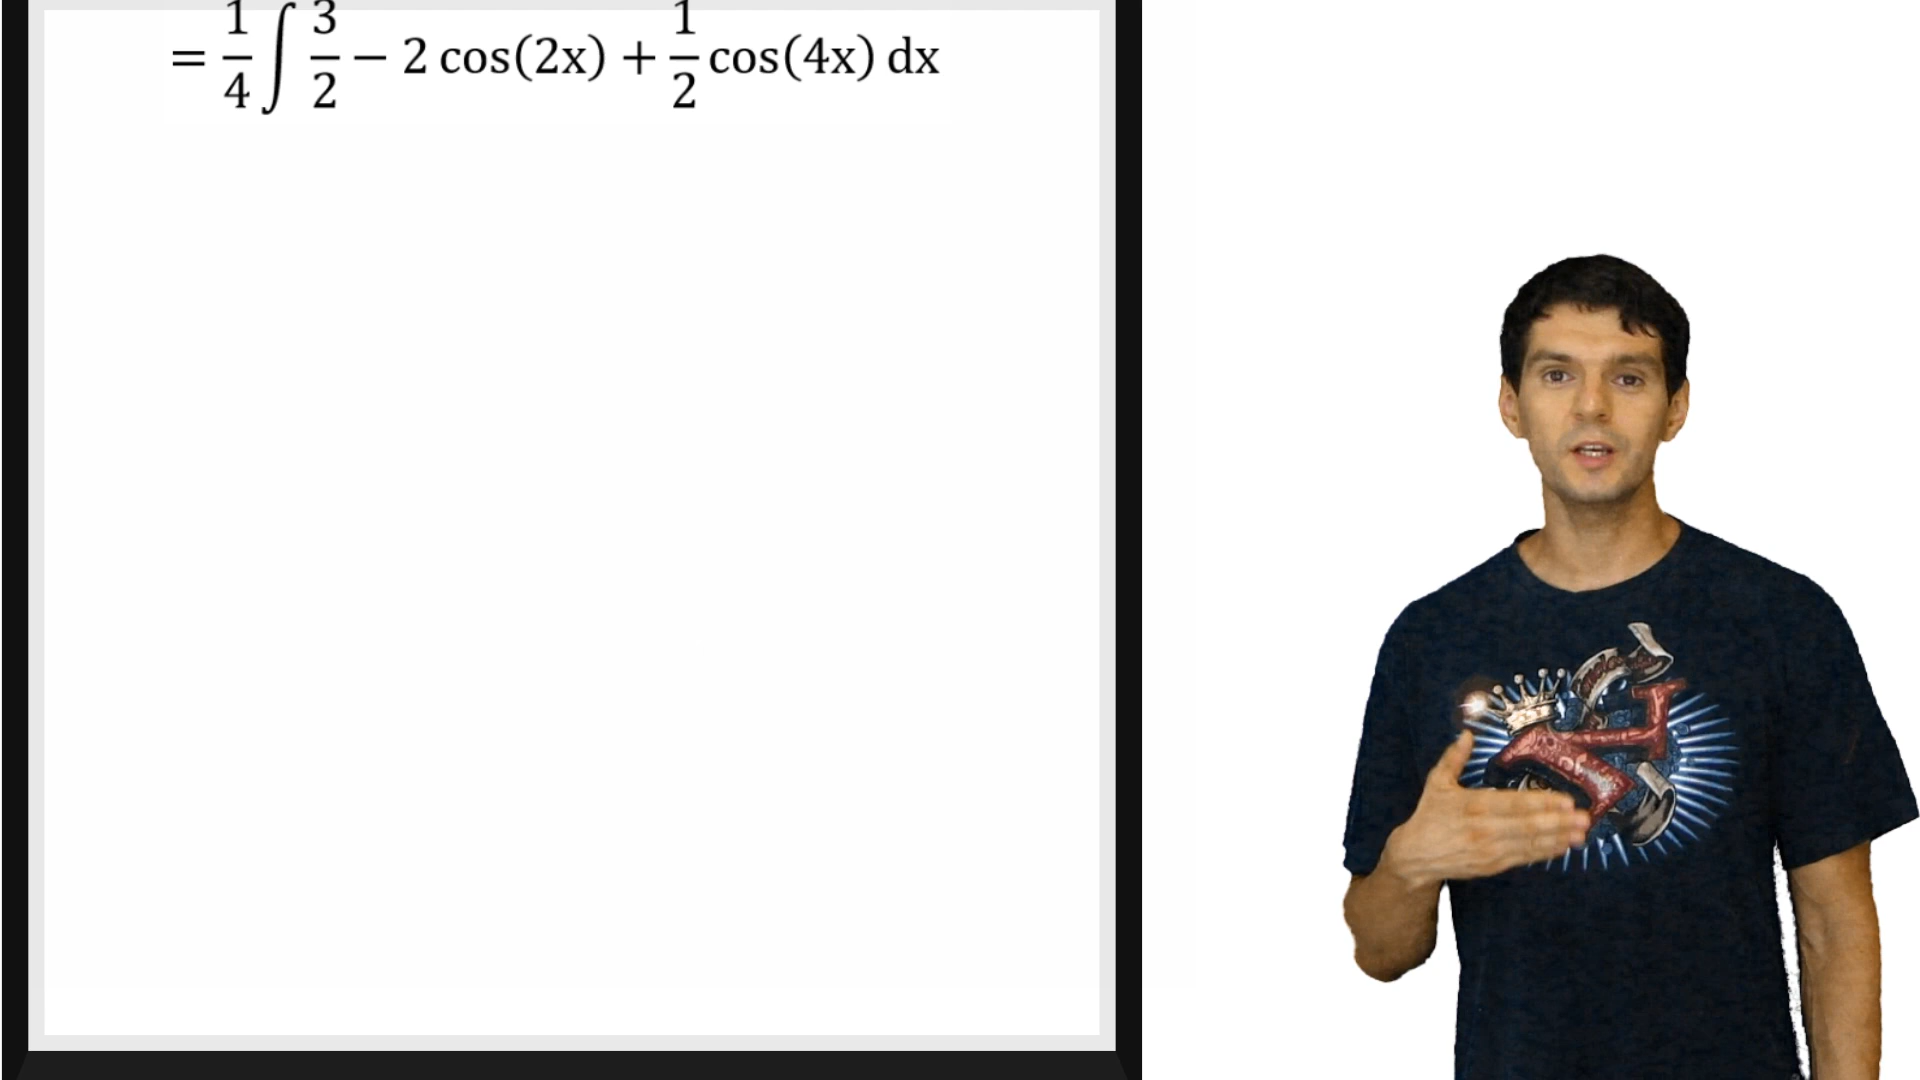 = 1/4 ∫ 3/2 − 2 cos(2x) + 1/2 cos(4x) dx